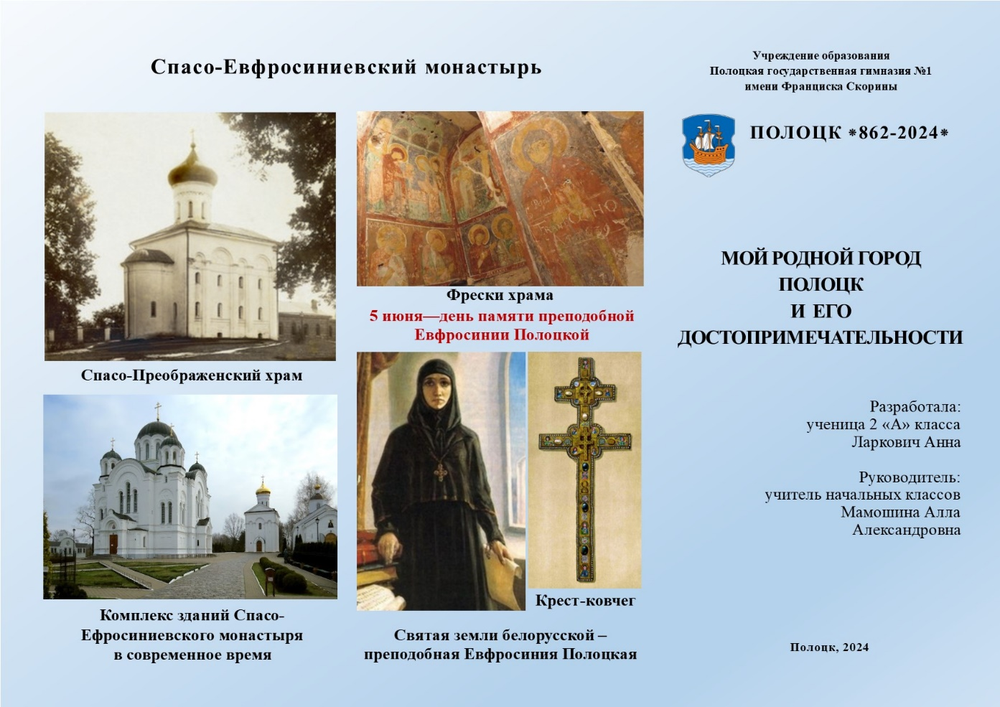 Спасо-Евфросиниевский монастырь
Спасо-Преображенский храм
Комплекс зданий Спасо-
Ефросиниевского монастыря
в современное время
Фрески храма
5 июня—день памяти преподобной
Евфросинии Полоцкой
Крест-ковчег
Святая земли белорусской –
преподобная Евфросиния Полоцкая
Учреждение образования
Полоцкая государственная гимназия №1
имени Франциска Скорины
ПОЛОЦК *862-2024*
МОЙ РОДНОЙ ГОРОД
ПОЛОЦК
И ЕГО
ДОСТОПРИМЕЧАТЕЛЬНОСТИ
Разработала:
ученица 2 «А» класса
Ларкович Анна
Руководитель:
учитель начальных классов
Мамошина Алла
Александровна
Полоцк, 2024